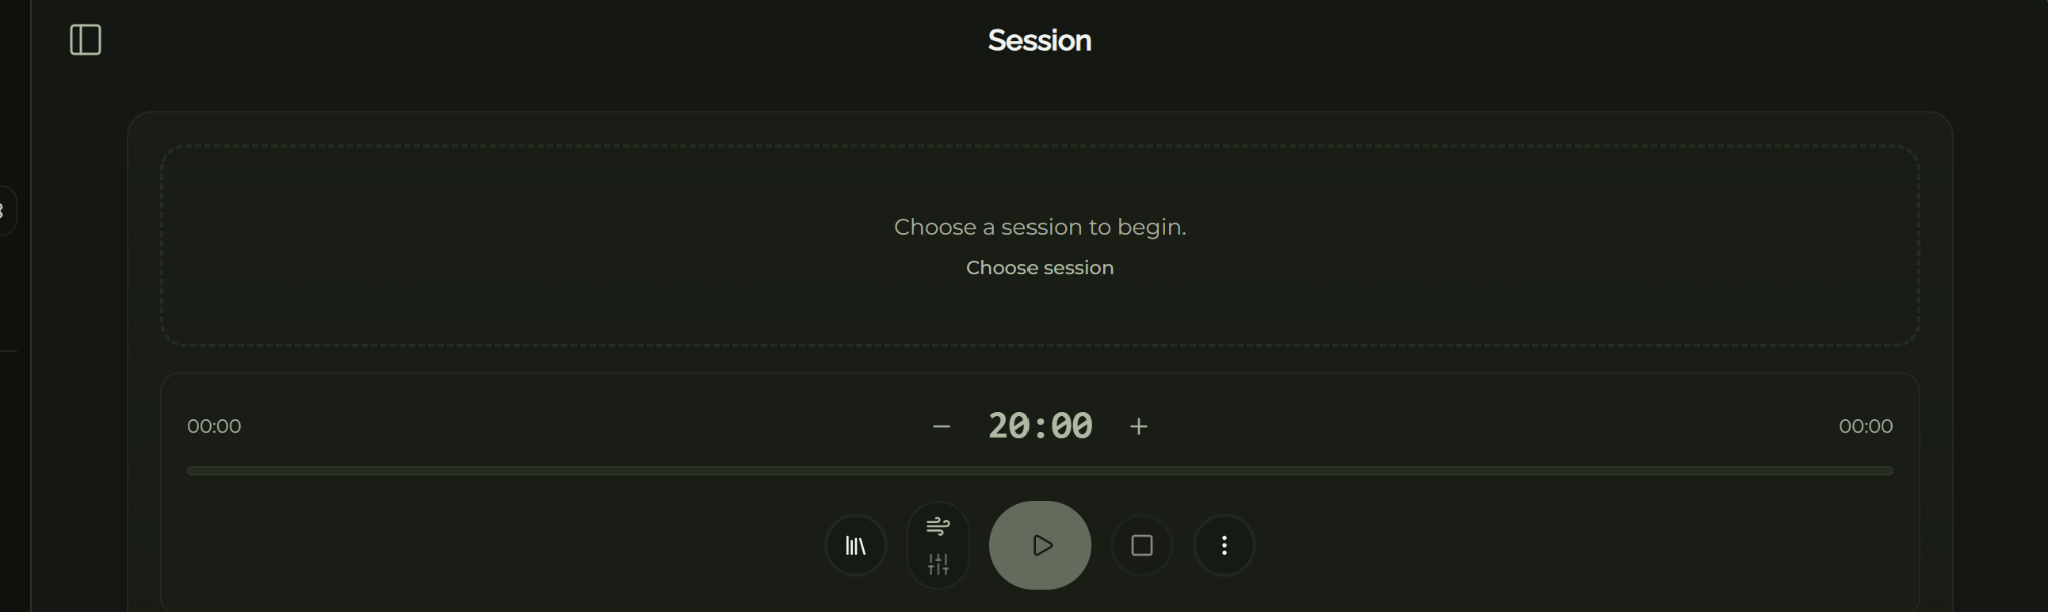 Session
Choose a session to begin.
Choose session
00:00
20:00
00:00